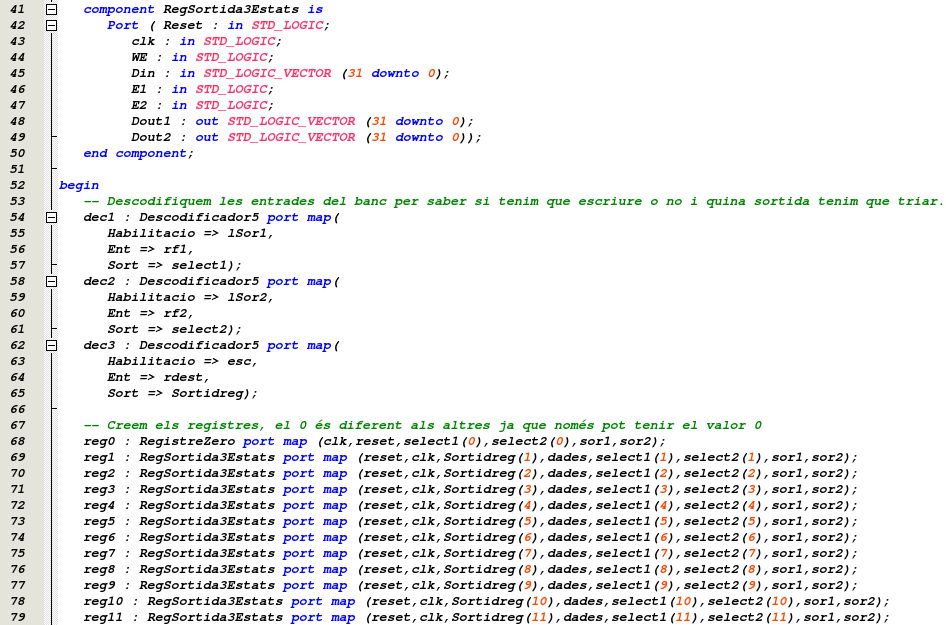 41 component RegSortida3Estats is
42 Port ( Reset : in STD_LOGIC;
43 clk : in STD_LOGIC;
44 WE : in STD_LOGIC;
45 Din : in STD_LOGIC_VECTOR (31 downto 0);
46 E1 : in STD_LOGIC;
47 E2 : in STD_LOGIC;
48 Dout1 : out STD_LOGIC_VECTOR (31 downto 0);
49 Dout2 : out STD_LOGIC_VECTOR (31 downto 0));
50 end component;
51
52 begin
53 -- Descodifiquem les entrades del banc per saber si tenim que escriure o no i quina sortida tenim que triar.
54 dec1 : Descodificador5 port map(
55 Habilitacio => lSor1,
56 Ent => rf1,
57 Sort => select1);
58 dec2 : Descodificador5 port map(
59 Habilitacio => lSor2,
60 Ent => rf2,
61 Sort => select2);
62 dec3 : Descodificador5 port map(
63 Habilitacio => esc,
64 Ent => rdest,
65 Sort => Sortidreg);
66
67 -- Creem els registres, el 0 és diferent als altres ja que només pot tenir el valor 0
68 reg0 : RegistreZero port map (clk,reset,select1(0),select2(0),sor1,sor2);
69 reg1 : RegSortida3Estats port map (reset,clk,Sortidreg(1),dades,select1(1),select2(1),sor1,sor2);
70 reg2 : RegSortida3Estats port map (reset,clk,Sortidreg(2),dades,select1(2),select2(2),sor1,sor2);
71 reg3 : RegSortida3Estats port map (reset,clk,Sortidreg(3),dades,select1(3),select2(3),sor1,sor2);
72 reg4 : RegSortida3Estats port map (reset,clk,Sortidreg(4),dades,select1(4),select2(4),sor1,sor2);
73 reg5 : RegSortida3Estats port map (reset,clk,Sortidreg(5),dades,select1(5),select2(5),sor1,sor2);
74 reg6 : RegSortida3Estats port map (reset,clk,Sortidreg(6),dades,select1(6),select2(6),sor1,sor2);
75 reg7 : RegSortida3Estats port map (reset,clk,Sortidreg(7),dades,select1(7),select2(7),sor1,sor2);
76 reg8 : RegSortida3Estats port map (reset,clk,Sortidreg(8),dades,select1(8),select2(8),sor1,sor2);
77 reg9 : RegSortida3Estats port map (reset,clk,Sortidreg(9),dades,select1(9),select2(9),sor1,sor2);
78 reg10 : RegSortida3Estats port map (reset,clk,Sortidreg(10),dades,select1(10),select2(10),sor1,sor2);
79 reg11 : RegSortida3Estats port map (reset,clk,Sortidreg(11),dades,select1(11),select2(11),sor1,sor2);